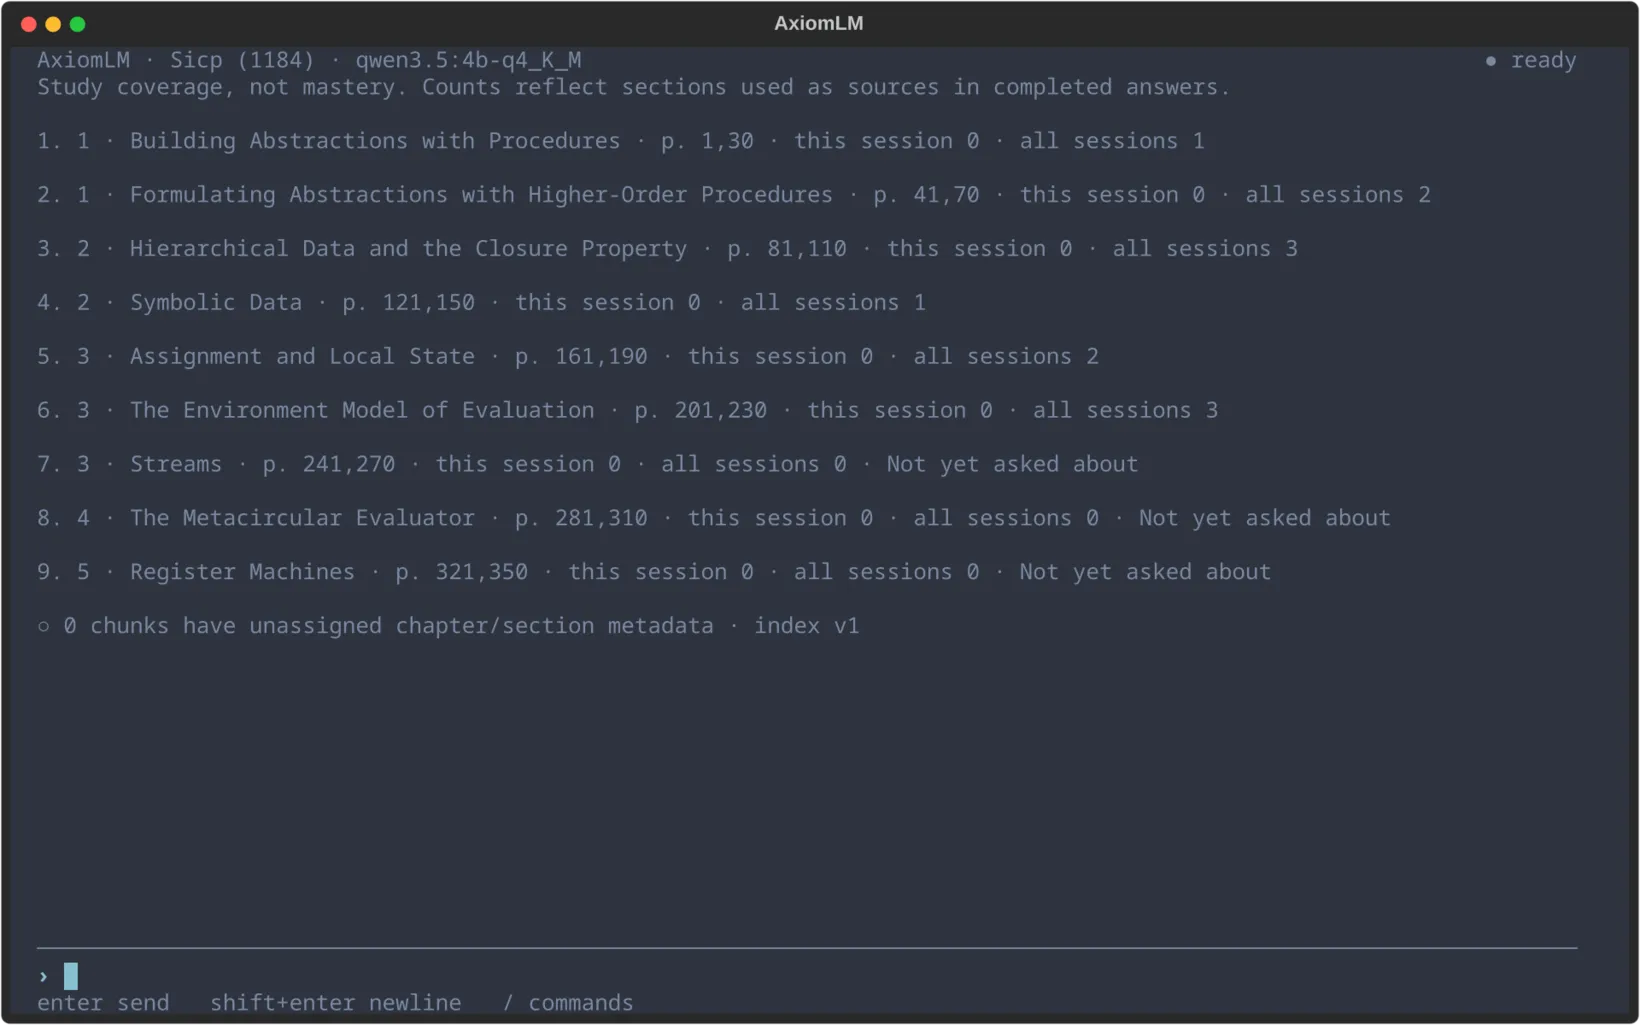 AxiomLM
AxiomLM · Sicp (1184) · qwen3.5:4b-q4_K_M ● ready
Study coverage, not mastery. Counts reflect sections used as sources in completed answers.
1. 1 · Building Abstractions with Procedures · p. 1,30 · this session 0 · all sessions 1
2. 1 · Formulating Abstractions with Higher-Order Procedures · p. 41,70 · this session 0 · all sessions 2
3. 2 · Hierarchical Data and the Closure Property · p. 81,110 · this session 0 · all sessions 3
4. 2 · Symbolic Data · p. 121,150 · this session 0 · all sessions 1
5. 3 · Assignment and Local State · p. 161,190 · this session 0 · all sessions 2
6. 3 · The Environment Model of Evaluation · p. 201,230 · this session 0 · all sessions 3
7. 3 · Streams · p. 241,270 · this session 0 · all sessions 0 · Not yet asked about
8. 4 · The Metacircular Evaluator · p. 281,310 · this session 0 · all sessions 0 · Not yet asked about
9. 5 · Register Machines · p. 321,350 · this session 0 · all sessions 0 · Not yet asked about
○ 0 chunks have unassigned chapter/section metadata · index v1
›
enter send shift+enter newline / commands